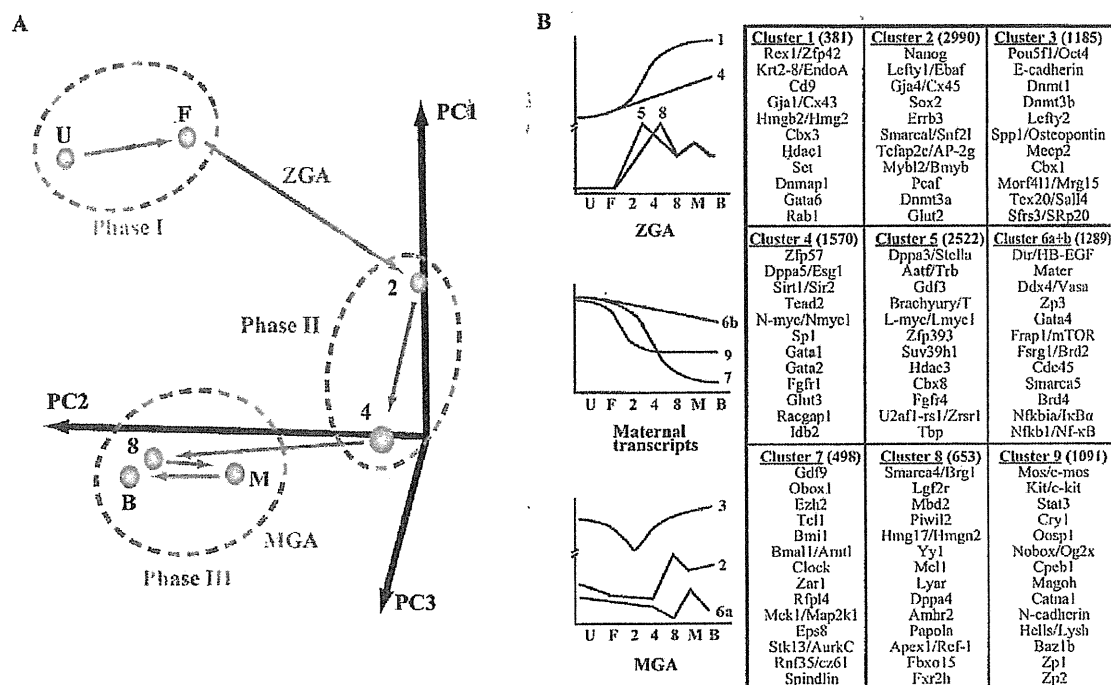 A
PC1
F
U
ZGA
Phase I
2
Phase II
PC2
4
8
M
B
MGA
Phase III
PC3
B
1
4
5 8
U F 2 4 8 M B
ZGA
6b
9
7
U F 2 4 8 M B
Maternal
transcripts
3
2
6a
U F 2 4 8 M B
MGA
Cluster 1 (381)
Rex1/Zfp42
Krt2-8/EndoA
Cd9
Gja1/Cx43
Hmgb2/Hmg2
Cbx3
Hdac1
Set
Dnmap1
Gata6
Rab1
Cluster 2 (2990)
Nanog
Lefty1/Ebaf
Gja4/Cx45
Sox2
Errb3
Smarcal/Snf2l
Tcfap2c/AP-2g
Mybl2/Bmyb
Pcaf
Dnmt3a
Glut2
Cluster 3 (1185)
Pou5f1/Oct4
E-cadherin
Dnmt1
Dnmt3b
Lefty2
Spp1/Osteopontin
Mecp2
Cbx1
Morf4l1/Mrg15
Tex20/Sall4
Sfrs3/SRp20
Cluster 4 (1570)
Zfp57
Dppa5/Esg1
Sirt1/Sir2
Tead2
N-myc/Nmyc1
Sp1
Gata1
Gata2
Fgfr1
Glut3
Racgap1
Idb2
Cluster 5 (2522)
Dppa3/Stella
Aatf/Trb
Gdf3
Brachyury/T
L-myc/Lmyc1
Zfp393
Suv39h1
Hdac3
Cbx8
Fgfr4
U2af1-rs1/Zrsr1
Tbp
Cluster 6a+b (1289)
Dtr/HB-EGF
Mater
Ddx4/Vasa
Zp3
Gata4
Frap1/mTOR
Fsrg1/Brd2
Cdc45
Smarca5
Brd4
Nfkbia/IκBα
Nfkb1/Nf-κB
Cluster 7 (498)
Gdf9
Obox1
Ezh2
Tcl1
Bmi1
Bmal1/Arntl
Clock
Zar1
Rfpl4
Mek1/Map2k1
Eps8
Stk13/AurkC
Rnf35/cz61
Spindlin
Cluster 8 (653)
Smarca4/Brg1
Lgf2r
Mbd2
Piwil2
Hmg17/Hmgn2
Yy1
Mcl1
Lyar
Dppa4
Amhr2
Papola
Apex1/Ref-1
Fbxo15
Fxr2h
Cluster 9 (1091)
Mos/c-mos
Kit/c-kit
Stat3
Cry1
Oosp1
Nobox/Og2x
Cpeb1
Magoh
Catna1
N-cadherin
Hells/Lysh
Baz1b
Zp1
Zp2